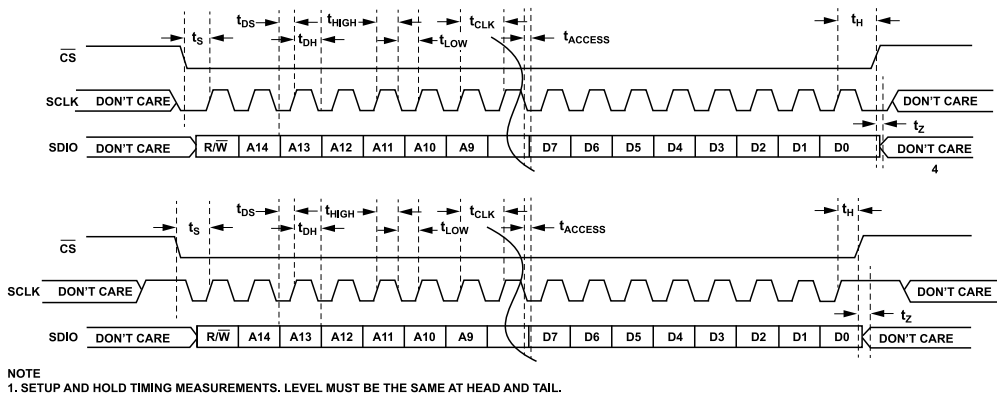 tDS tHIGH tCLK tH
tS tDH tLOW tACCESS
CS
SCLK DON'T CARE DON'T CARE
tZ
SDIO DON'T CARE R/W A14 A13 A12 A11 A10 A9 D7 D6 D5 D4 D3 D2 D1 D0 DON'T CARE
4
tDS tHIGH tCLK tH
tS tDH tLOW tACCESS
CS
SCLK DON'T CARE DON'T CARE
tZ
SDIO DON'T CARE R/W A14 A13 A12 A11 A10 A9 D7 D6 D5 D4 D3 D2 D1 D0 DON'T CARE
NOTE
1. SETUP AND HOLD TIMING MEASUREMENTS. LEVEL MUST BE THE SAME AT HEAD AND TAIL.